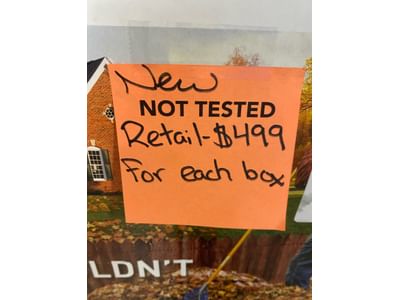 New
NOT TESTED
Retail-$499
For each box
LDN'T